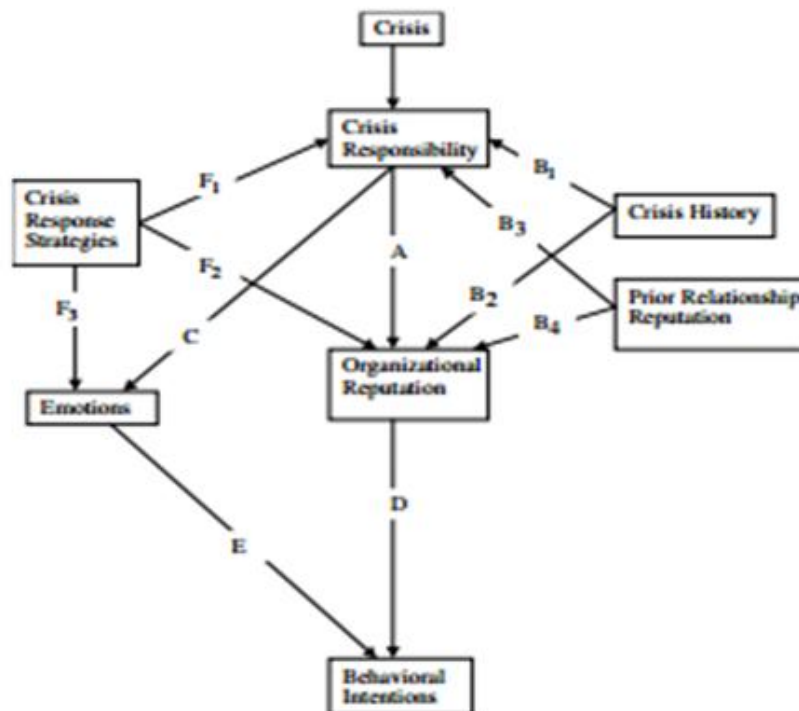 Crisis
Crisis
Responsibility
F1
B1
Crisis
Response
Strategies
Crisis History
B3
A
F2
B2
Prior Relationship
Reputation
F3
B4
C
Organizational
Reputation
Emotions
D
E
Behavioral
Intentions